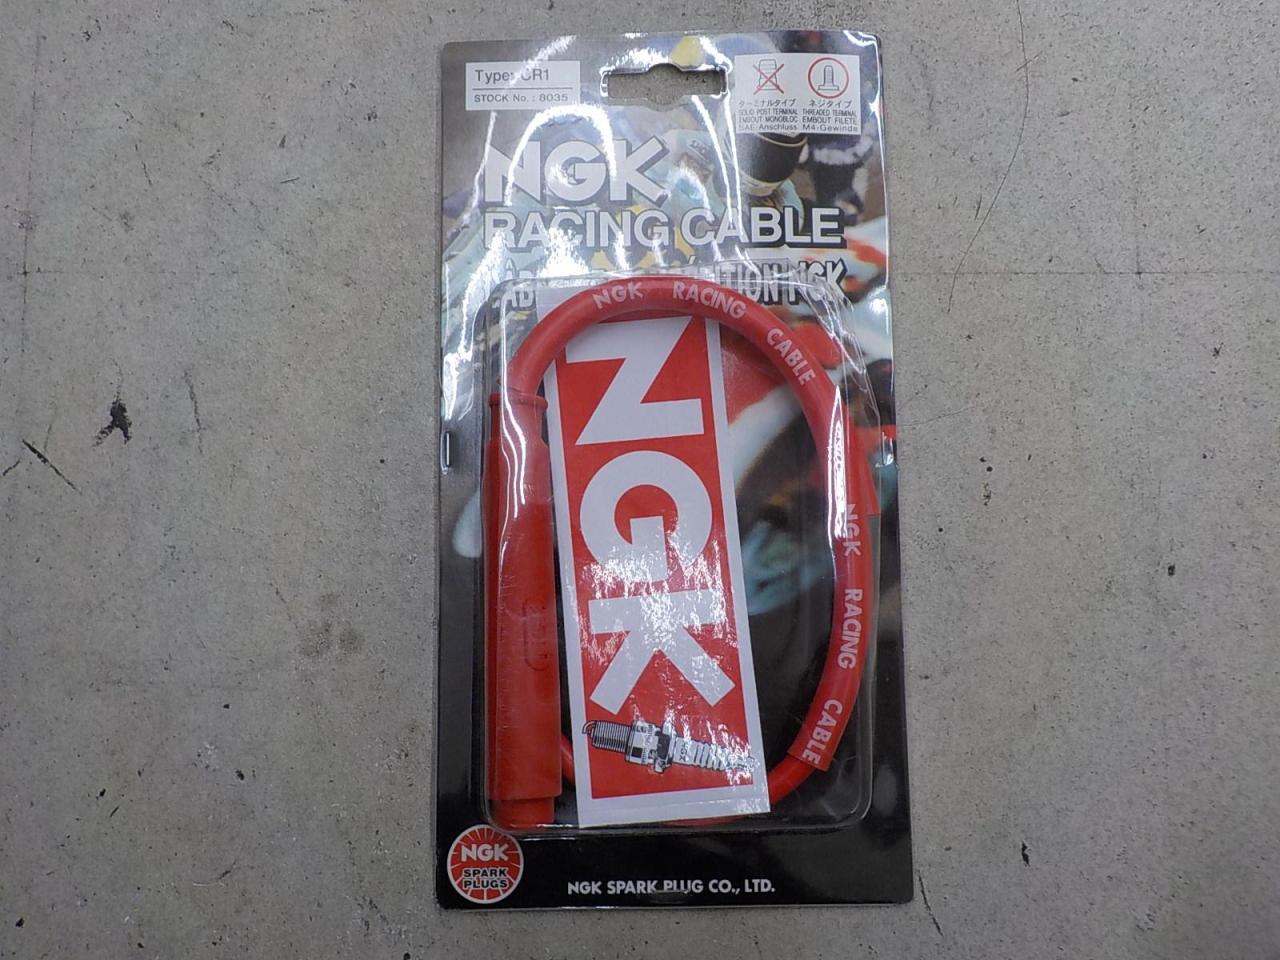 Type: CR1
STOCK No.: 8035
ターミナルタイプ
SOLID POST TERMINAL
EMBOUT MONOBLOC
SAE-Anschluss
ネジタイプ
THREADED TERMINAL
EMBOUT FILETE
M4-Gewinde
NGK
RACING CABLE
NGK
NGK RACING CABLE
NGK RACING CABLE
NGK
NGK
SPARK
PLUGS
NGK SPARK PLUG CO., LTD.